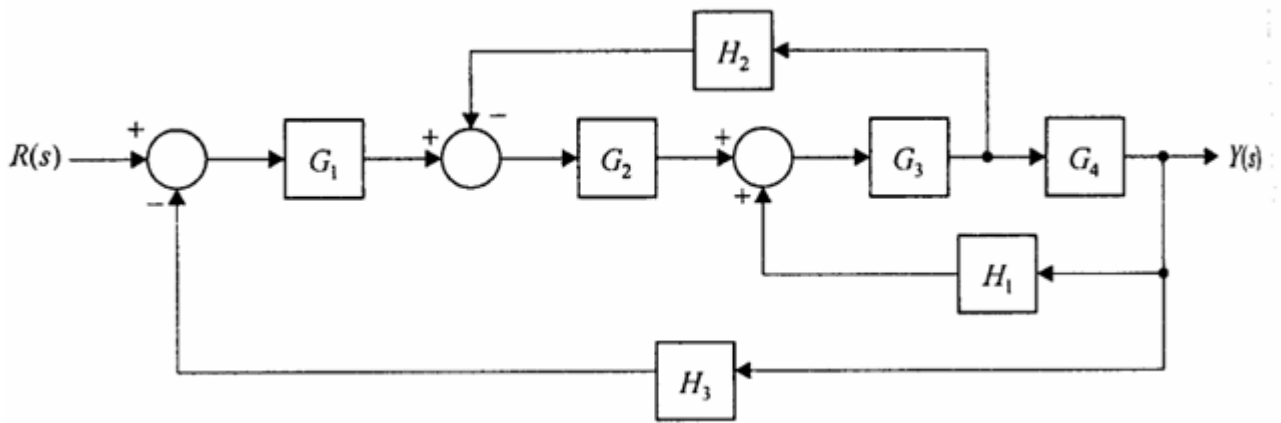 H₂
+ − + +
R(s) G₁ G₂ G₃ G₄ Y(s)
− +
H₁
H₃